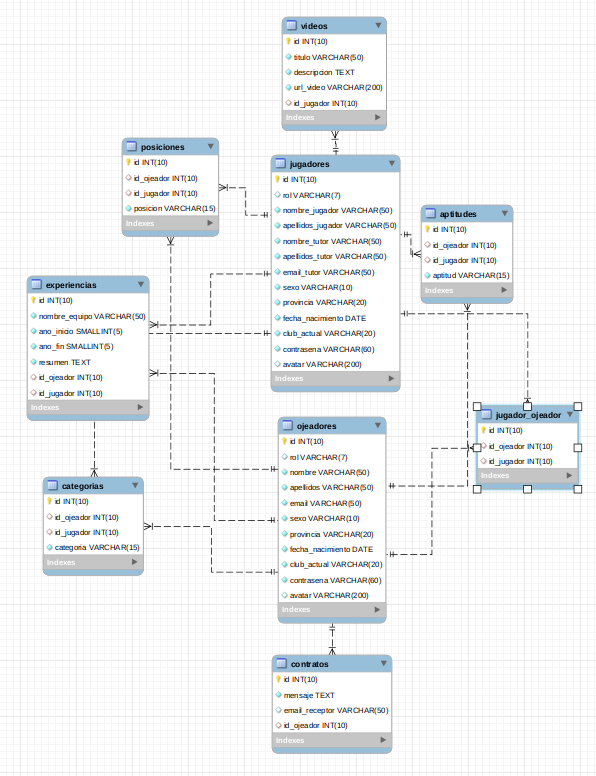 videos
id INT(10)
titulo VARCHAR(50)
descripcion TEXT
url_video VARCHAR(200)
id_jugador INT(10)
Indexes
posiciones
id INT(10)
id_ojeador INT(10)
id_jugador INT(10)
posicion VARCHAR(15)
Indexes
jugadores
id INT(10)
rol VARCHAR(7)
nombre_jugador VARCHAR(50)
apellidos_jugador VARCHAR(50)
nombre_tutor VARCHAR(50)
apellidos_tutor VARCHAR(50)
email_tutor VARCHAR(50)
sexo VARCHAR(10)
provincia VARCHAR(20)
fecha_nacimiento DATE
club_actual VARCHAR(20)
contrasena VARCHAR(60)
avatar VARCHAR(200)
Indexes
aptitudes
id INT(10)
id_ojeador INT(10)
id_jugador INT(10)
aptitud VARCHAR(15)
Indexes
experiencias
id INT(10)
nombre_equipo VARCHAR(50)
ano_inicio SMALLINT(5)
ano_fin SMALLINT(5)
resumen TEXT
id_ojeador INT(10)
id_jugador INT(10)
Indexes
jugador_ojeador
id INT(10)
id_ojeador INT(10)
id_jugador INT(10)
Indexes
ojeadores
id INT(10)
rol VARCHAR(7)
nombre VARCHAR(50)
apellidos VARCHAR(50)
email VARCHAR(50)
sexo VARCHAR(10)
provincia VARCHAR(20)
fecha_nacimiento DATE
club_actual VARCHAR(20)
contrasena VARCHAR(60)
avatar VARCHAR(200)
Indexes
categorias
id INT(10)
id_ojeador INT(10)
id_jugador INT(10)
categoria VARCHAR(15)
Indexes
contratos
id INT(10)
mensaje TEXT
email_receptor VARCHAR(50)
id_ojeador INT(10)
Indexes